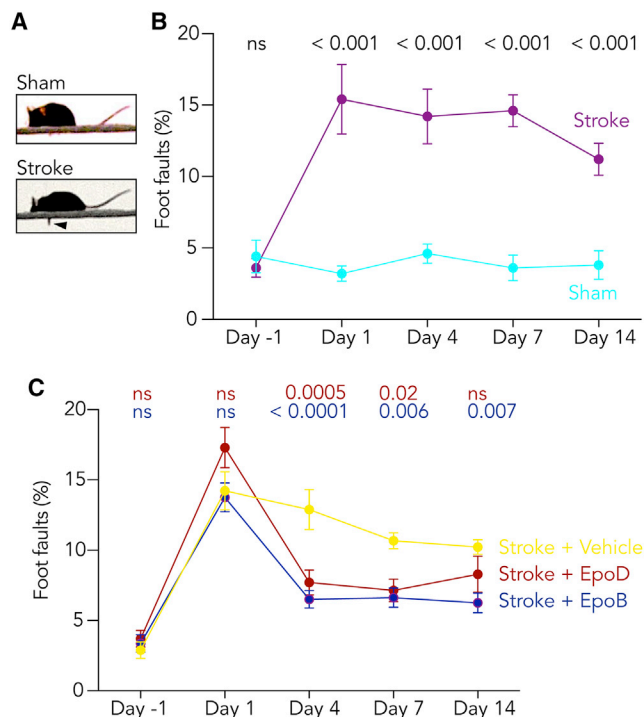 A
Sham
Stroke
B
ns < 0.001 < 0.001 < 0.001 < 0.001
20
15
10
5
0
Foot faults (%)
Stroke
Sham
Day -1 Day 1 Day 4 Day 7 Day 14
C
ns ns 0.0005 0.02 ns
ns ns < 0.0001 0.006 0.007
20
15
10
5
0
Foot faults (%)
Stroke + Vehicle
Stroke + EpoD
Stroke + EpoB
Day -1 Day 1 Day 4 Day 7 Day 14